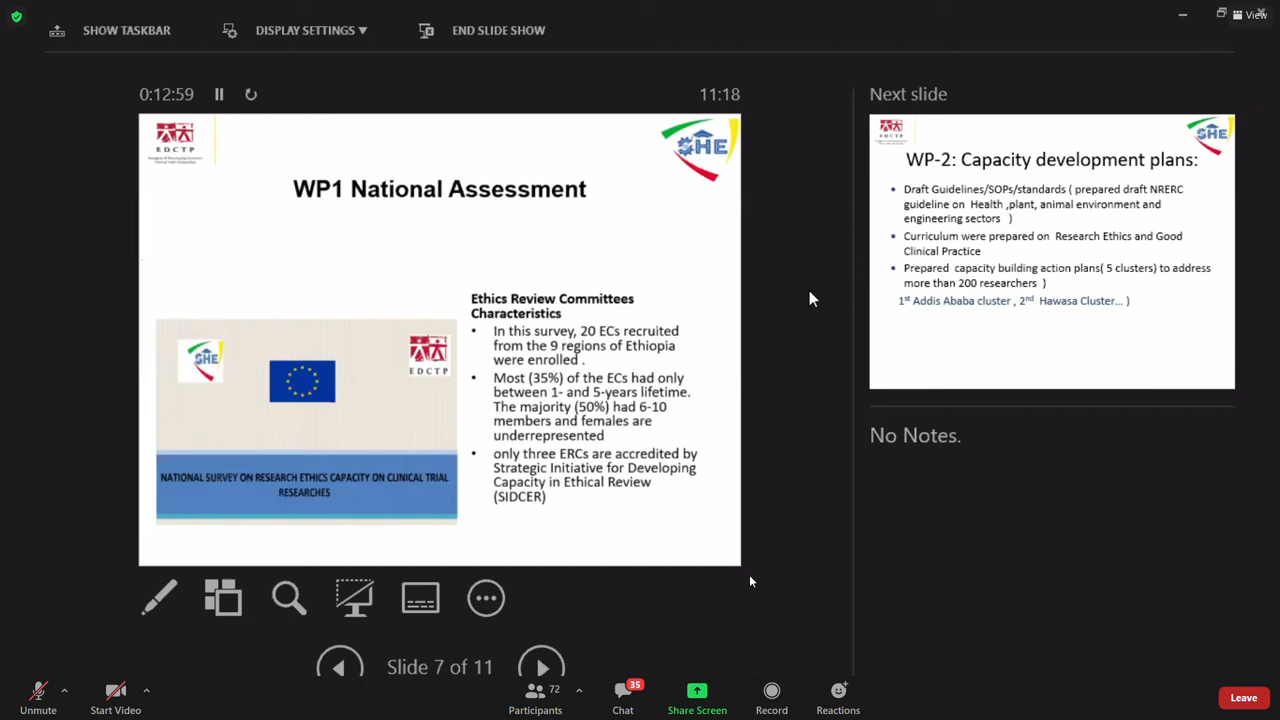 SHOW TASKBAR
DISPLAY SETTINGS ▼
END SLIDE SHOW
View
0:12:59
11:18
EDCTP
SHE
WP1 National Assessment
Ethics Review Committees
Characteristics
• In this survey, 20 ECs recruited
from the 9 regions of Ethiopia
were enrolled .
• Most (35%) of the ECs had only
between 1- and 5-years lifetime.
The majority (50%) had 6-10
members and females are
underrepresented
• only three ERCs are accredited by
Strategic Initiative for Developing
Capacity in Ethical Review
(SIDCER)
SHE
EDCTP
NATIONAL SURVEY ON RESEARCH ETHICS CAPACITY ON CLINICAL TRIAL
RESEARCHES
Next slide
EDCTP
SHE
WP-2: Capacity development plans:
• Draft Guidelines/SOPs/standards ( prepared draft NRERC
guideline on Health ,plant, animal environment and
engineering sectors )
• Curriculum were prepared on Research Ethics and Good
Clinical Practice
• Prepared capacity building action plans( 5 clusters) to address
more than 200 researchers )
1st Addis Ababa cluster , 2nd Hawasa Cluster... )
No Notes.
Slide 7 of 11
Unmute
Start Video
72
Participants
35
Chat
Share Screen
Record
Reactions
Leave